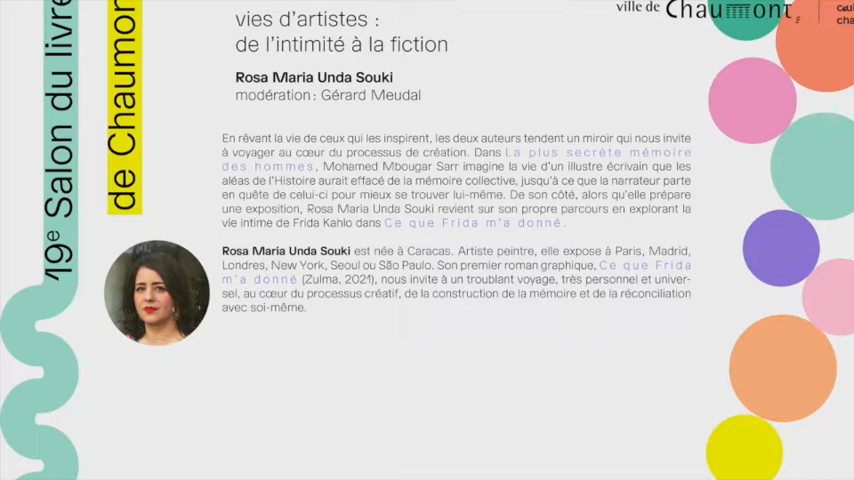 19e Salon du livre
de Chaumon
ville de Chaumont
vies d'artistes :
de l'intimité à la fiction
Rosa Maria Unda Souki
modération : Gérard Meudal
En rêvant la vie de ceux qui les inspirent, les deux auteurs tendent un miroir qui nous invite
à voyager au cœur du processus de création. Dans La plus secrète mémoire
des hommes, Mohamed Mbougar Sarr imagine la vie d'un illustre écrivain que les
aléas de l'Histoire aurait effacé de la mémoire collective, jusqu'à ce que la narrateur parte
en quête de celui-ci pour mieux se trouver lui-même. De son côté, alors qu'elle prépare
une exposition, Rosa Maria Unda Souki revient sur son propre parcours en explorant la
vie intime de Frida Kahlo dans Ce que Frida m'a donné.
Rosa Maria Unda Souki est née à Caracas. Artiste peintre, elle expose à Paris, Madrid,
Londres, New York, Seoul ou São Paulo. Son premier roman graphique, Ce que Frida
m'a donné (Zulma, 2021), nous invite à un troublant voyage, très personnel et univer-
sel, au cœur du processus créatif, de la construction de la mémoire et de la réconciliation
avec soi-même.